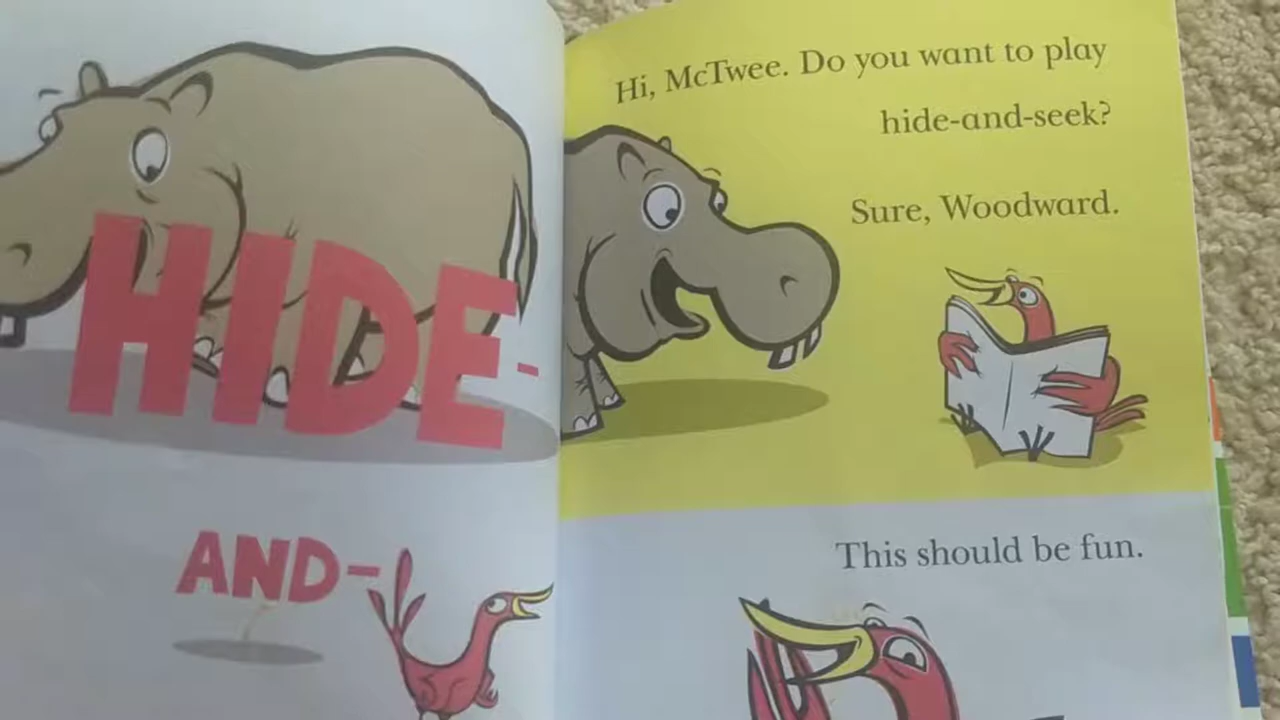 HIDE-
AND-
Hi, McTwee. Do you want to play
hide-and-seek?
Sure, Woodward.
This should be fun.